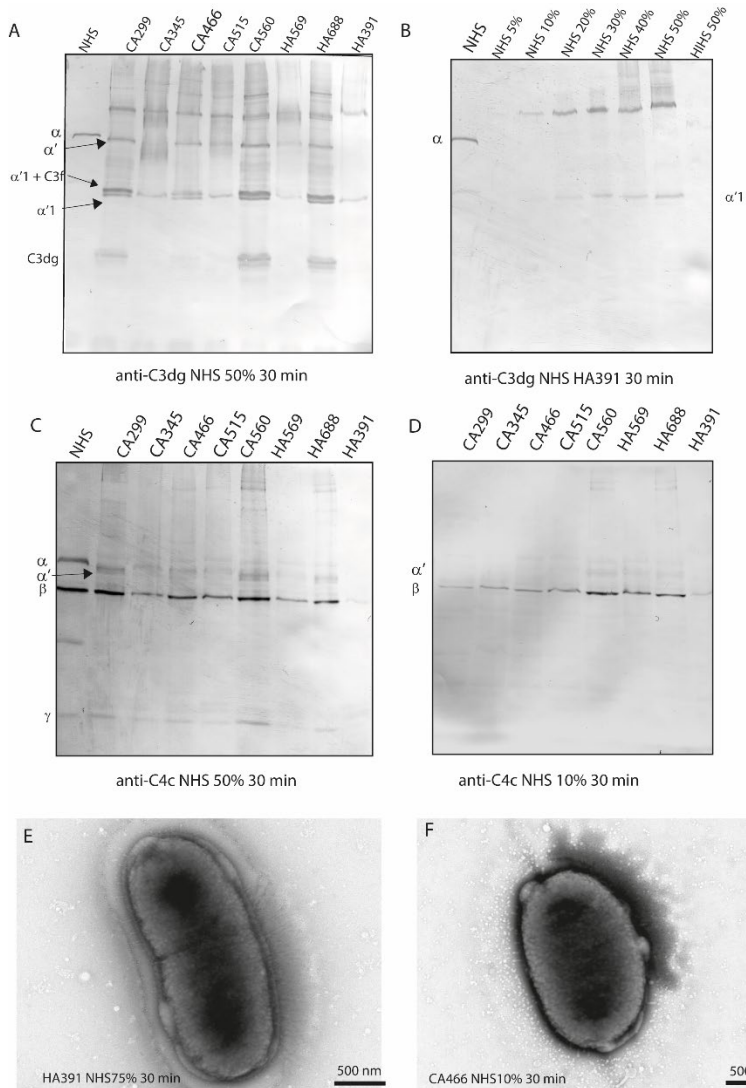 A
NHS CA299 CA345 CA466 CA515 CA560 HA569 HA688 HA391
α
α'
α'1 + C3f
α'1
C3dg
anti-C3dg NHS 50% 30 min
B
NHS NHS 5% NHS 10% NHS 20% NHS 30% NHS 40% NHS 50% HIHS 50%
α
α'1
anti-C3dg NHS HA391 30 min
C
NHS CA299 CA345 CA466 CA515 CA560 HA569 HA688 HA391
α
α'
β
γ
anti-C4c NHS 50% 30 min
D
CA299 CA345 CA466 CA515 CA560 HA569 HA688 HA391
α'
β
anti-C4c NHS 10% 30 min
E
HA391 NHS75% 30 min
500 nm
F
CA466 NHS10% 30 min
500